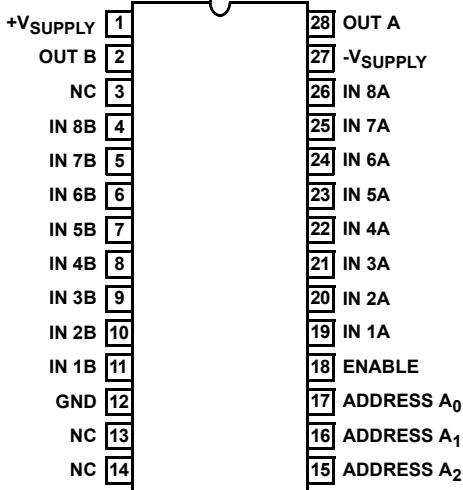 +VSUPPLY 1 28 OUT A
OUT B 2 27 -VSUPPLY
NC 3 26 IN 8A
IN 8B 4 25 IN 7A
IN 7B 5 24 IN 6A
IN 6B 6 23 IN 5A
IN 5B 7 22 IN 4A
IN 4B 8 21 IN 3A
IN 3B 9 20 IN 2A
IN 2B 10 19 IN 1A
IN 1B 11 18 ENABLE
GND 12 17 ADDRESS A0
NC 13 16 ADDRESS A1
NC 14 15 ADDRESS A2